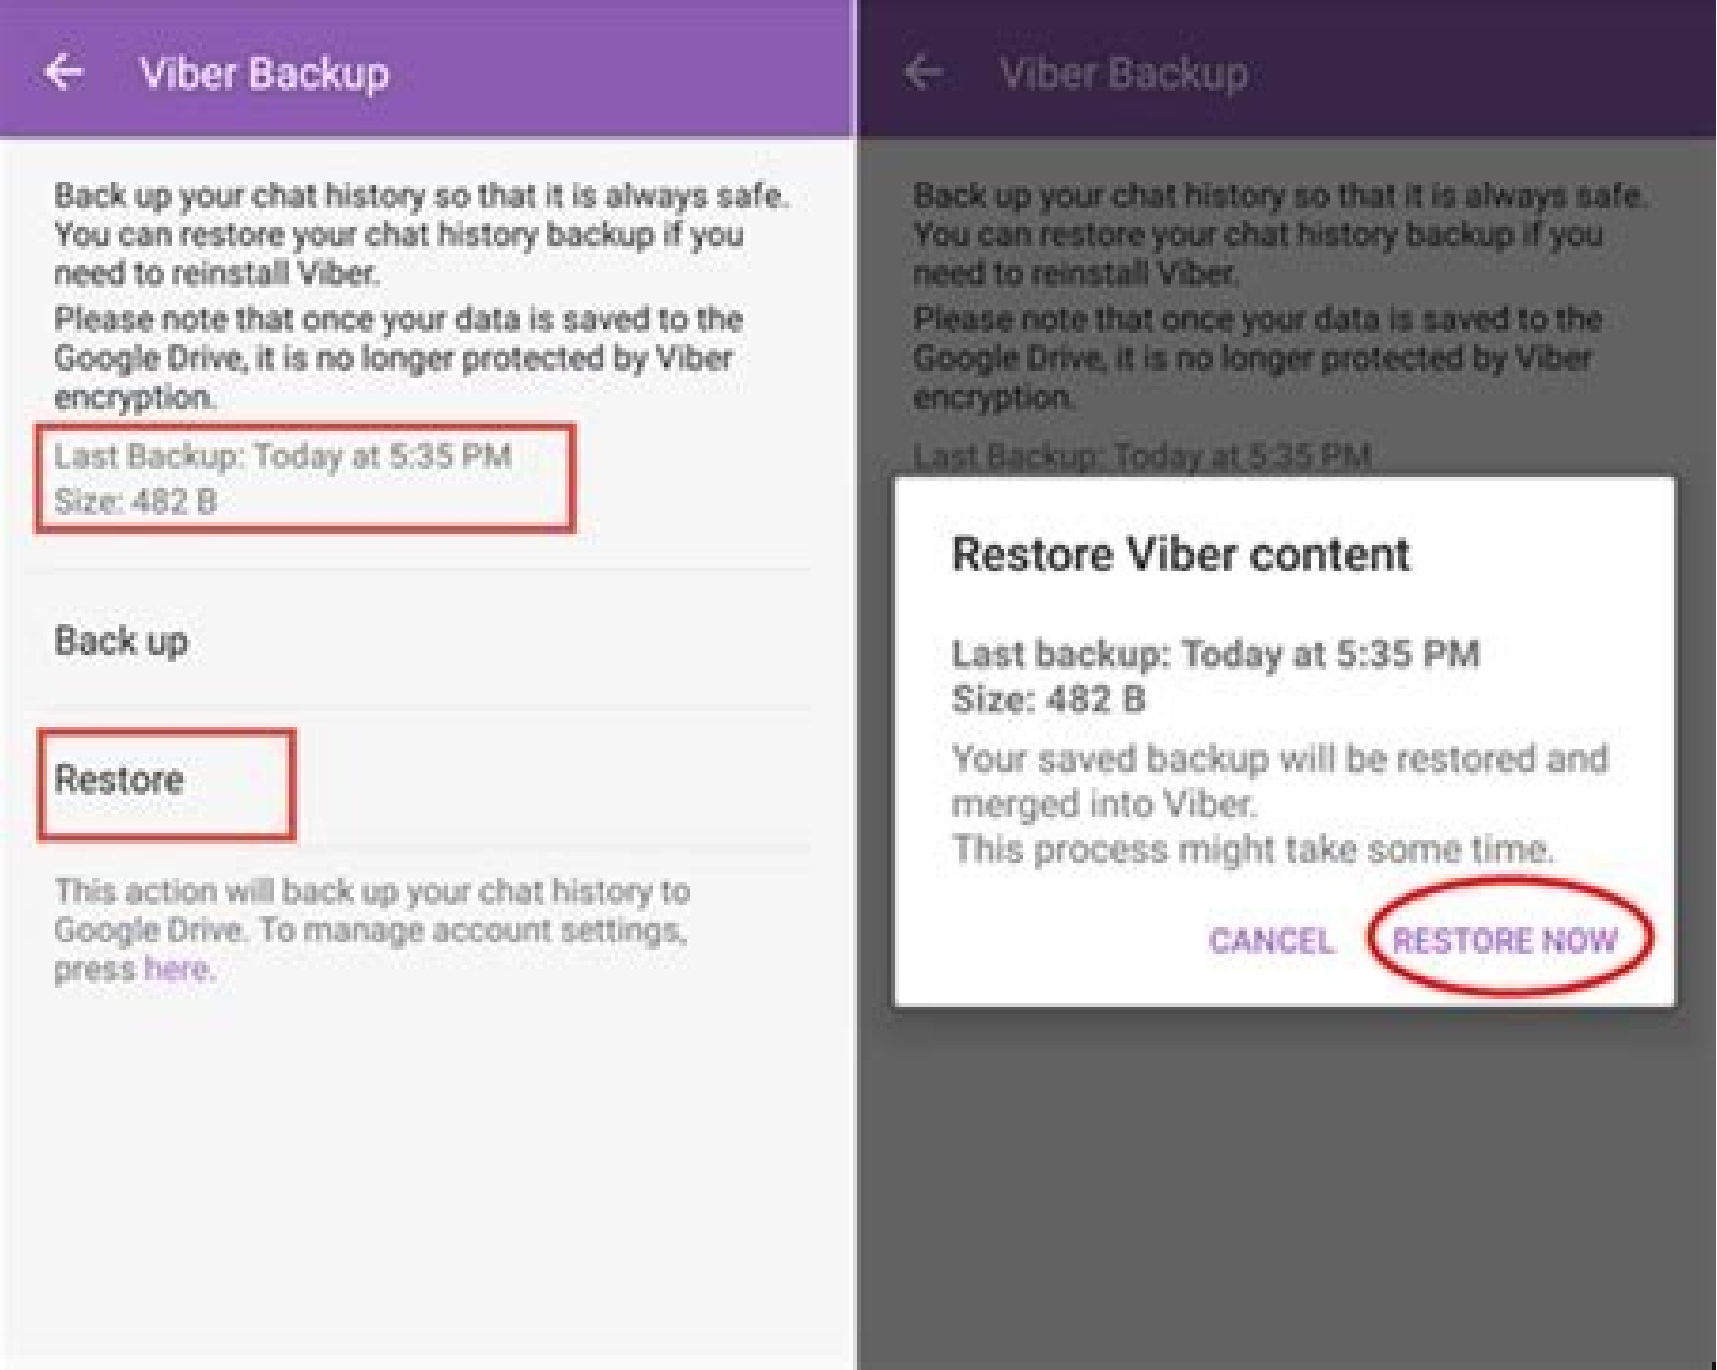 Viber Backup
Back up your chat history so that it is always safe.
You can restore your chat history backup if you
need to reinstall Viber.
Please note that once your data is saved to the
Google Drive, it is no longer protected by Viber
encryption.
Last Backup: Today at 5:35 PM
Size: 482 B
Back up
Restore
This action will back up your chat history to
Google Drive. To manage account settings,
press here.
Viber Backup
Back up your chat history so that it is always safe.
You can restore your chat history backup if you
need to reinstall Viber.
Please note that once your data is saved to the
Google Drive, it is no longer protected by Viber
encryption.
Last Backup: Today at 5:35 PM
Restore Viber content
Last backup: Today at 5:35 PM
Size: 482 B
Your saved backup will be restored and
merged into Viber.
This process might take some time.
CANCEL RESTORE NOW